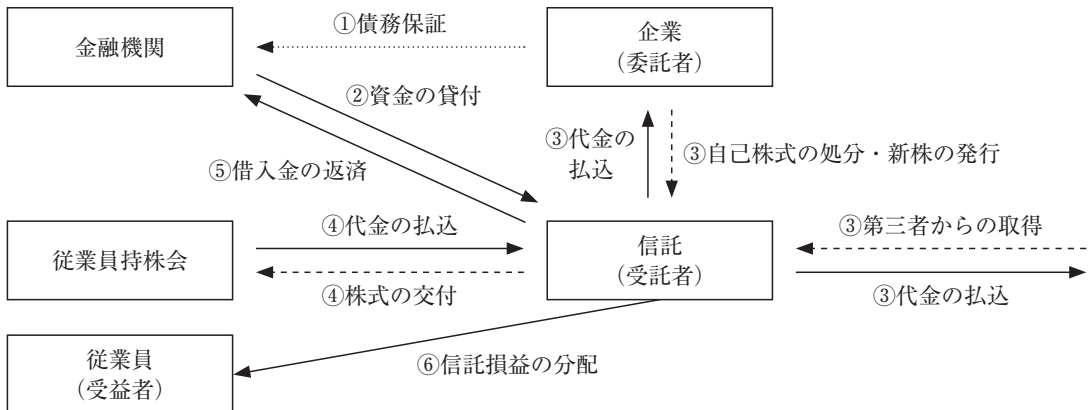 ①債務保証
金融機関
企業
（委託者）
②資金の貸付
③代金の
払込
③自己株式の処分・新株の発行
⑤借入金の返済
④代金の払込
③第三者からの取得
従業員持株会
信託
（受託者）
④株式の交付
③代金の払込
従業員
（受益者）
⑥信託損益の分配